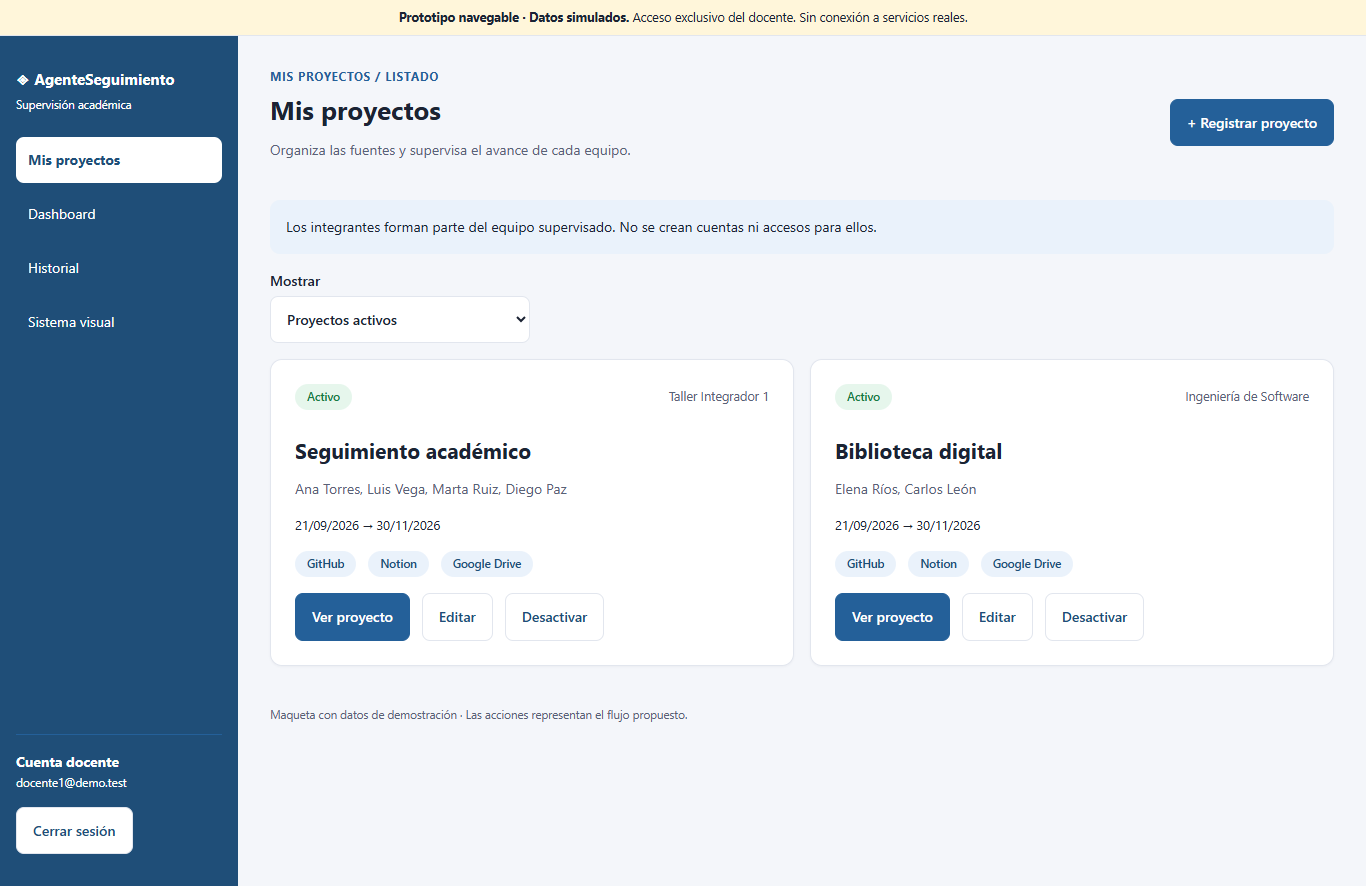 Prototipo navegable · Datos simulados. Acceso exclusivo del docente. Sin conexión a servicios reales.
◈ AgenteSeguimiento
Supervisión académica
Mis proyectos
Dashboard
Historial
Sistema visual
Cuenta docente
docente1@demo.test
Cerrar sesión
MIS PROYECTOS / LISTADO
Mis proyectos
Organiza las fuentes y supervisa el avance de cada equipo.
+ Registrar proyecto
Los integrantes forman parte del equipo supervisado. No se crean cuentas ni accesos para ellos.
Mostrar
Proyectos activos
Activo
Taller Integrador 1
Seguimiento académico
Ana Torres, Luis Vega, Marta Ruiz, Diego Paz
21/09/2026 → 30/11/2026
GitHub Notion Google Drive
Ver proyecto Editar Desactivar
Activo
Ingeniería de Software
Biblioteca digital
Elena Ríos, Carlos León
21/09/2026 → 30/11/2026
GitHub Notion Google Drive
Ver proyecto Editar Desactivar
Maqueta con datos de demostración · Las acciones representan el flujo propuesto.